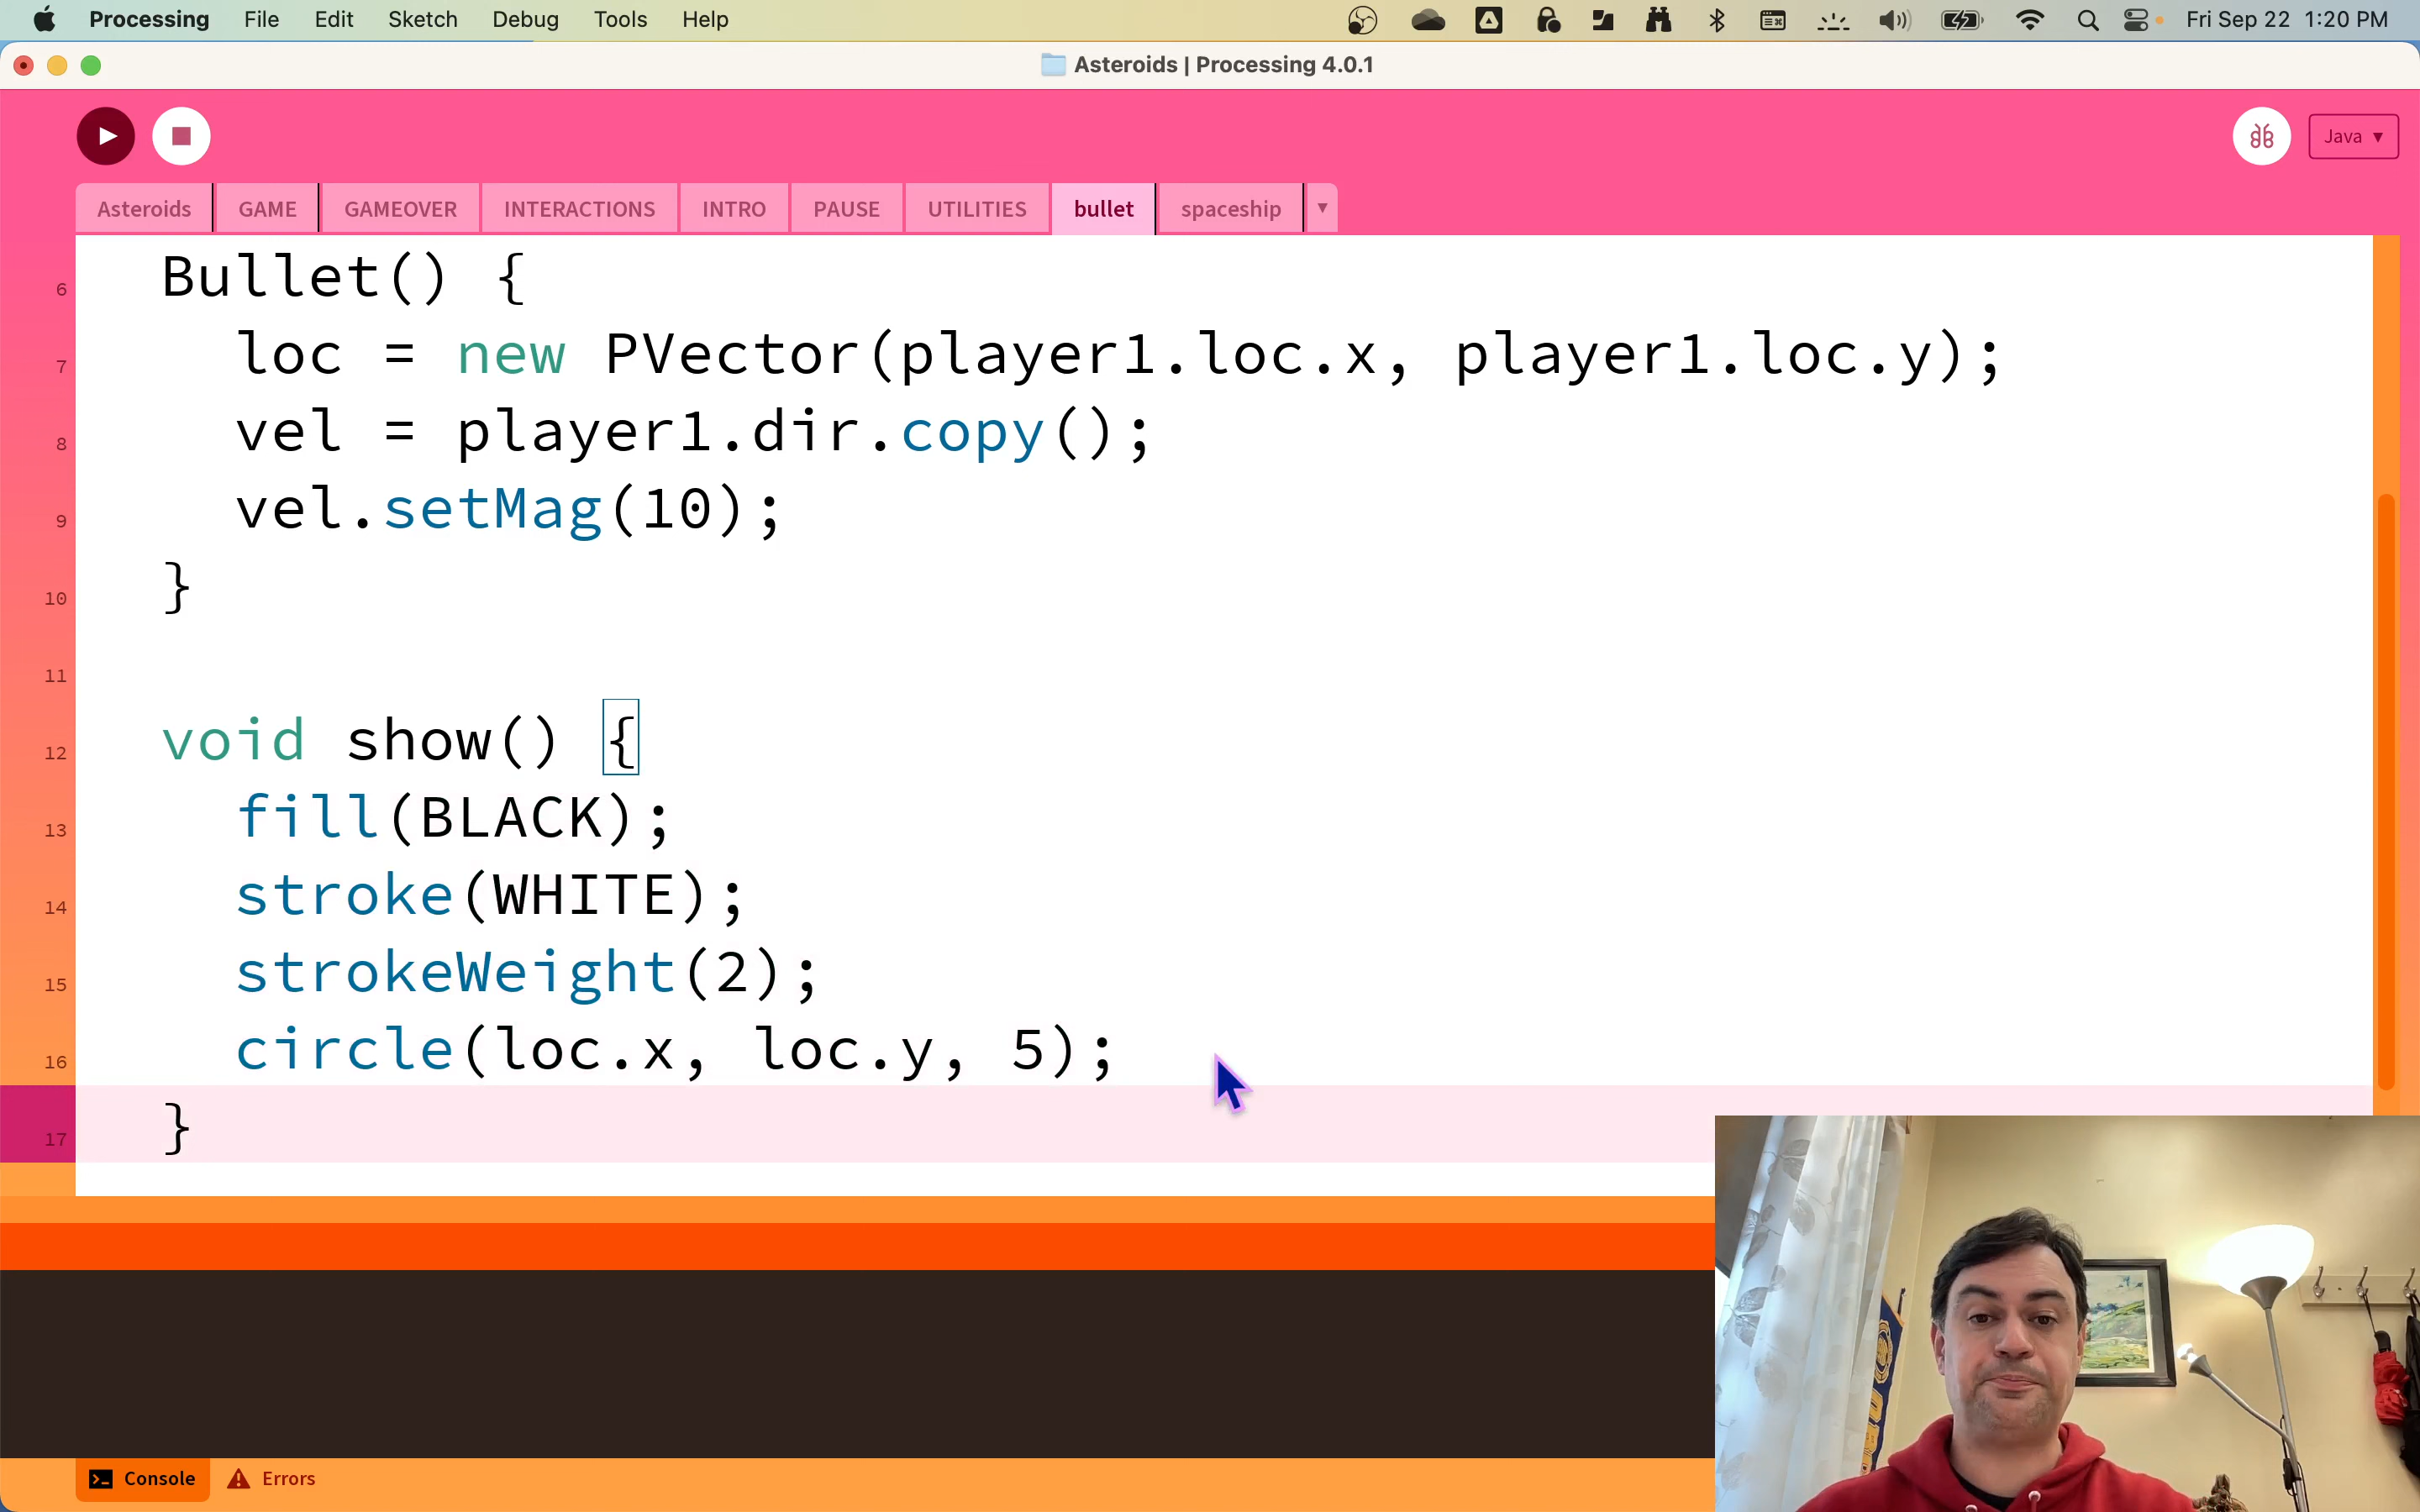 Processing File Edit Sketch Debug Tools Help Fri Sep 22 1:20 PM
Asteroids | Processing 4.0.1
Java ▼
Asteroids GAME GAMEOVER INTERACTIONS INTRO PAUSE UTILITIES bullet spaceship ▼
6 Bullet() {
7 loc = new PVector(player1.loc.x, player1.loc.y);
8 vel = player1.dir.copy();
9 vel.setMag(10);
10 }
11
12 void show() {
13 fill(BLACK);
14 stroke(WHITE);
15 strokeWeight(2);
16 circle(loc.x, loc.y, 5);
17 }
Console Errors